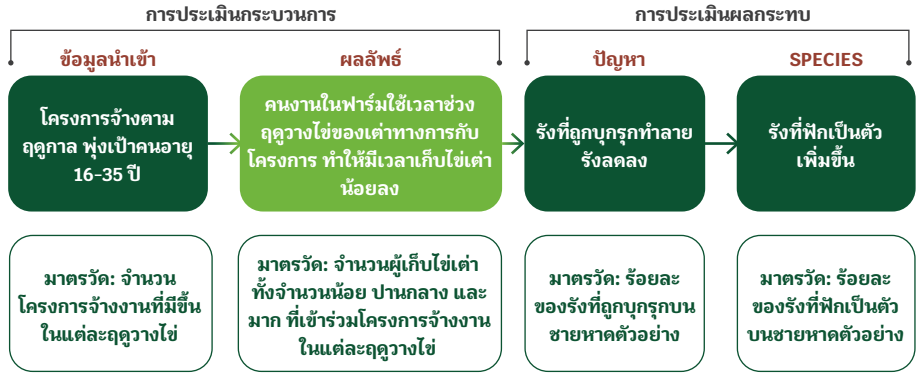 การประเมินกระบวนการ
การประเมินผลกระทบ
ข้อมูลนำเข้า
ผลลัพธ์
ปัญหา
SPECIES
โครงการจ้างตาม
ฤดูกาล พุ่งเป้าคนอายุ
16-35 ปี
คนงานในฟาร์มใช้เวลาช่วง
ฤดูวางไข่ของเต่าทางการกับ
โครงการ ทำให้มีเวลาเก็บไข่เต่า
น้อยลง
รังที่ถูกบุกรุกทำลาย
รังลดลง
รังที่ฟักเป็นตัว
เพิ่มขึ้น
มาตรวัด: จำนวน
โครงการจ้างงานที่มีขึ้น
ในแต่ละฤดูวางไข่
มาตรวัด: จำนวนผู้เก็บไข่เต่า
ทั้งจำนวนน้อย ปานกลาง และ
มาก ที่เข้าร่วมโครงการจ้างงาน
ในแต่ละฤดูวางไข่
มาตรวัด: ร้อยละ
ของรังที่ถูกบุกรุกบน
ชายหาดตัวอย่าง
มาตรวัด: ร้อยละ
ของรังที่ฟักเป็นตัว
บนชายหาดตัวอย่าง